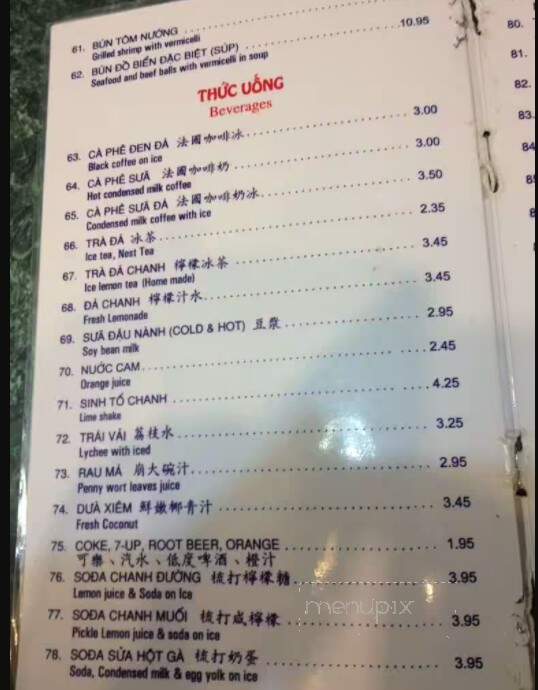 61. BÚN TÔM NƯỚNG
Grilled shrimp with vermicelli
62. BÚN ĐỒ BIỂN ĐẶC BIỆT (SÚP) 10.95
Seafood and beef balls with vermicelli in soup
THỨC UỐNG
Beverages
63. CÀ PHÊ ĐEN ĐÁ 法國咖啡冰 3.00
Black coffee on ice
64. CÀ PHÊ SUÃ 法國咖啡奶 3.00
Hot condensed milk coffee
65. CÀ PHÊ SUÃ ĐÁ 法國咖啡奶冰 3.50
Condensed milk coffee with ice
66. TRÀ ĐÁ 冰茶 2.35
Ice tea, Nest Tea
67. TRÀ ĐÁ CHANH 檸檬冰茶 3.45
Ice lemon tea (Home made)
68. ĐÁ CHANH 檸檬汁水 3.45
Fresh Lemonade
69. SUÃ ĐẬU NÀNH (COLD & HOT) 豆漿 2.95
Soy bean milk
70. NƯỚC CAM 2.45
Orange juice
71. SINH TỐ CHANH 4.25
Lime shake
72. TRÁI VẢI 荔枝水 3.25
Lychee with iced
73. RAU MÁ 崩大碗汁 2.95
Penny wort leaves juice
74. DƯÀ XIÊM 鮮嫩椰青汁 3.45
Fresh Coconut
75. COKE, 7-UP, ROOT BEER, ORANGE 1.95
可樂、汽水、低度啤酒、橙汁
76. SOĐA CHANH ĐƯỜNG 梳打檸檬糖 3.95
Lemon juice & Soda on Ice
77. SOĐA CHANH MUỐI 梳打咸檸檬 3.95
Pickle Lemon juice & soda on ice
78. SOĐA SỬA HỘT GÀ 梳打奶蛋 3.95
Soda, Condensed milk & egg yolk on ice
80.
81.
82.
83.
84
menupix